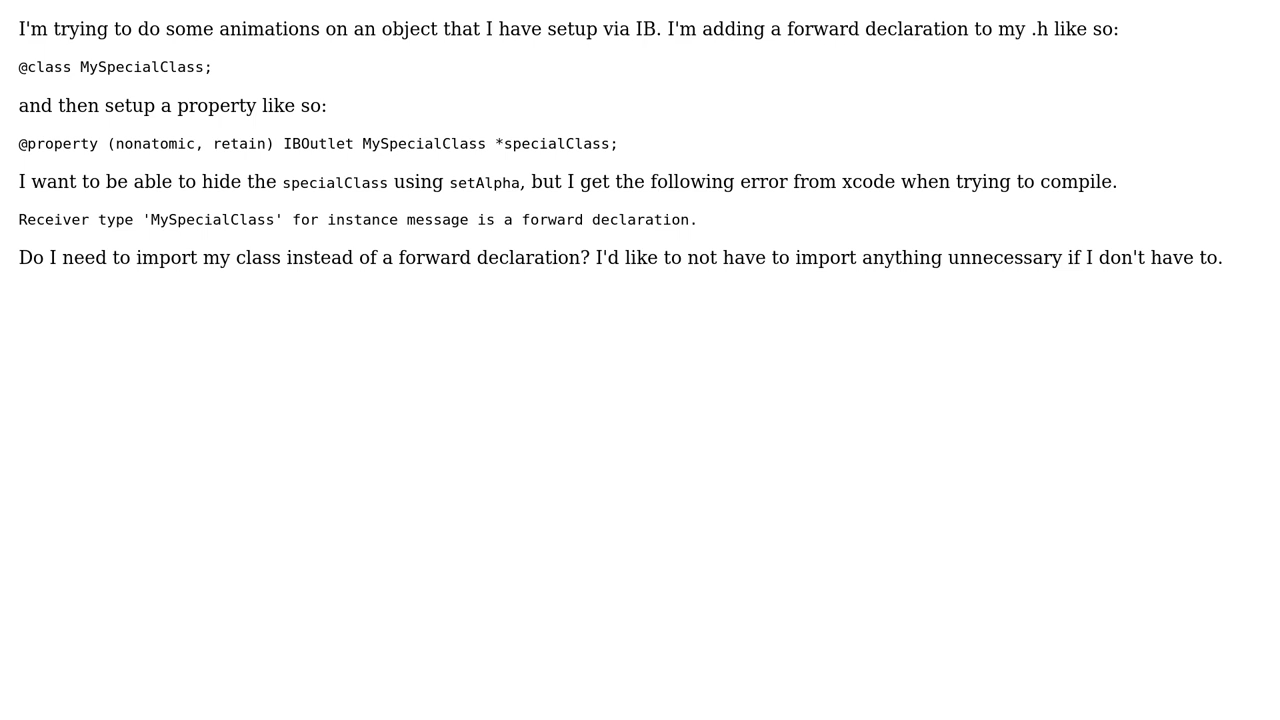 I'm trying to do some animations on an object that I have setup via IB. I'm adding a forward declaration to my .h like so:
@class MySpecialClass;
and then setup a property like so:
@property (nonatomic, retain) IBOutlet MySpecialClass *specialClass;
I want to be able to hide the specialClass using setAlpha, but I get the following error from xcode when trying to compile.
Receiver type 'MySpecialClass' for instance message is a forward declaration.
Do I need to import my class instead of a forward declaration? I'd like to not have to import anything unnecessary if I don't have to.